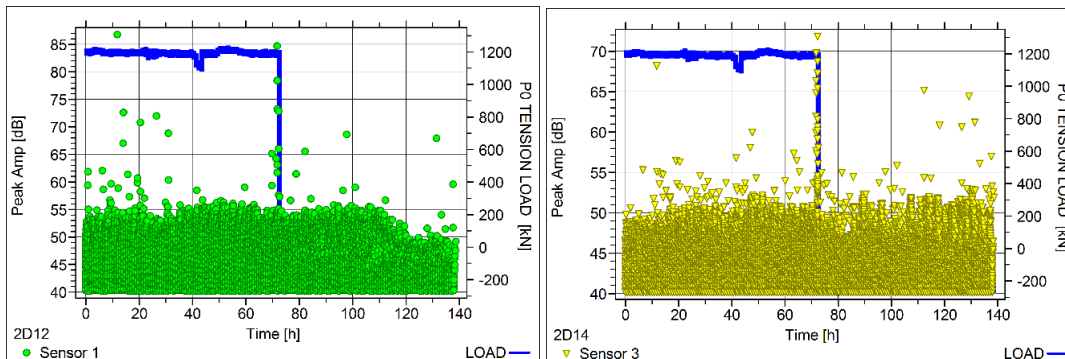 85
80
75
70
65
60
55
50
45
40
Peak Amp [dB]
1200
1000
800
600
400
200
0
-200
P0 TENSION LOAD [kN]
0 20 40 60 80 100 120 140
Time [h]
2D12
Sensor 1
LOAD
70
65
60
55
50
45
40
Peak Amp [dB]
1200
1000
800
600
400
200
0
-200
P0 TENSION LOAD [kN]
0 20 40 60 80 100 120 140
Time [h]
2D14
Sensor 3
LOAD